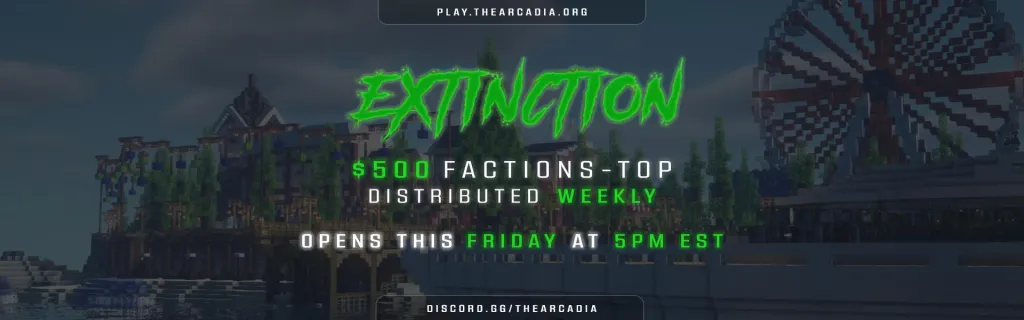 PLAY.THEARCADIA.ORG
EXTINCTION
$500 FACTIONS-TOP
DISTRIBUTED WEEKLY
OPENS THIS FRIDAY AT 5PM EST
DISCORD.GG/THEARCADIA